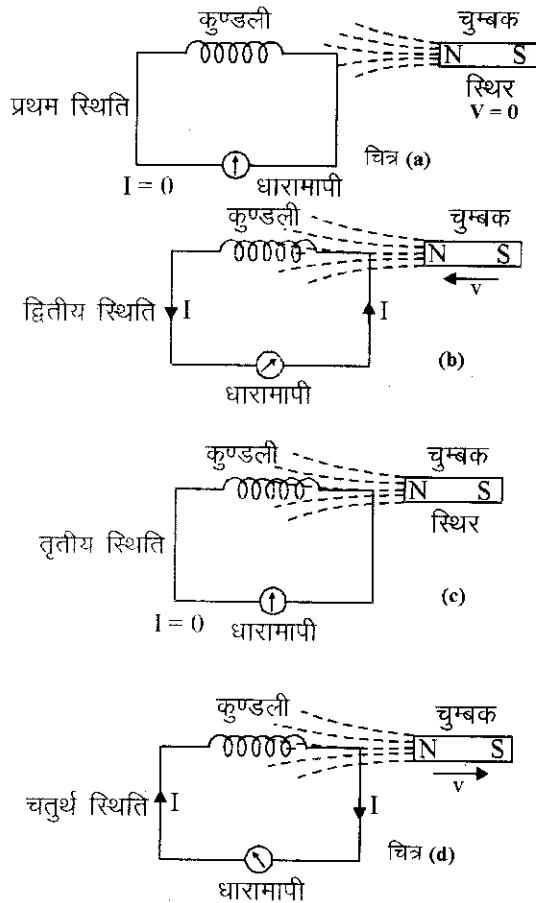 कुण्डली
चुम्बक
N S
स्थिर
V = 0
प्रथम स्थिति
I = 0
धारामापी
चित्र (a)
कुण्डली
चुम्बक
N S
v
द्वितीय स्थिति
I
I
(b)
धारामापी
कुण्डली
चुम्बक
N S
स्थिर
तृतीय स्थिति
(c)
I = 0
धारामापी
कुण्डली
चुम्बक
N S
v
चतुर्थ स्थिति
I
I
चित्र (d)
धारामापी